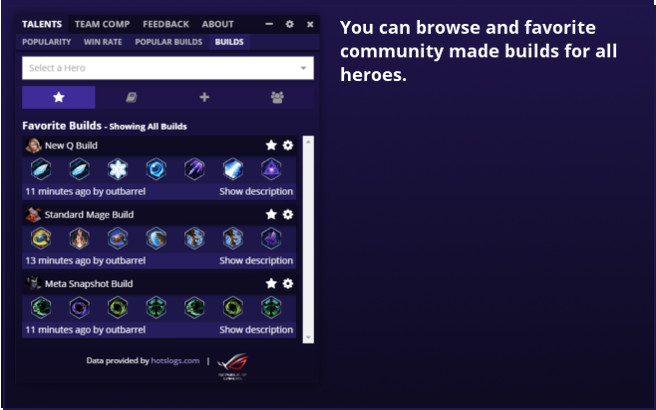 TALENTS TEAM COMP FEEDBACK ABOUT
POPULARITY WIN RATE POPULAR BUILDS BUILDS
Select a Hero
Favorite Builds - Showing All Builds
New Q Build
11 minutes ago by outbarrel Show description
Standard Mage Build
13 minutes ago by outbarrel Show description
Meta Snapshot Build
11 minutes ago by outbarrel Show description
Data provided by hotslogs.com |
You can browse and favorite
community made builds for all
heroes.